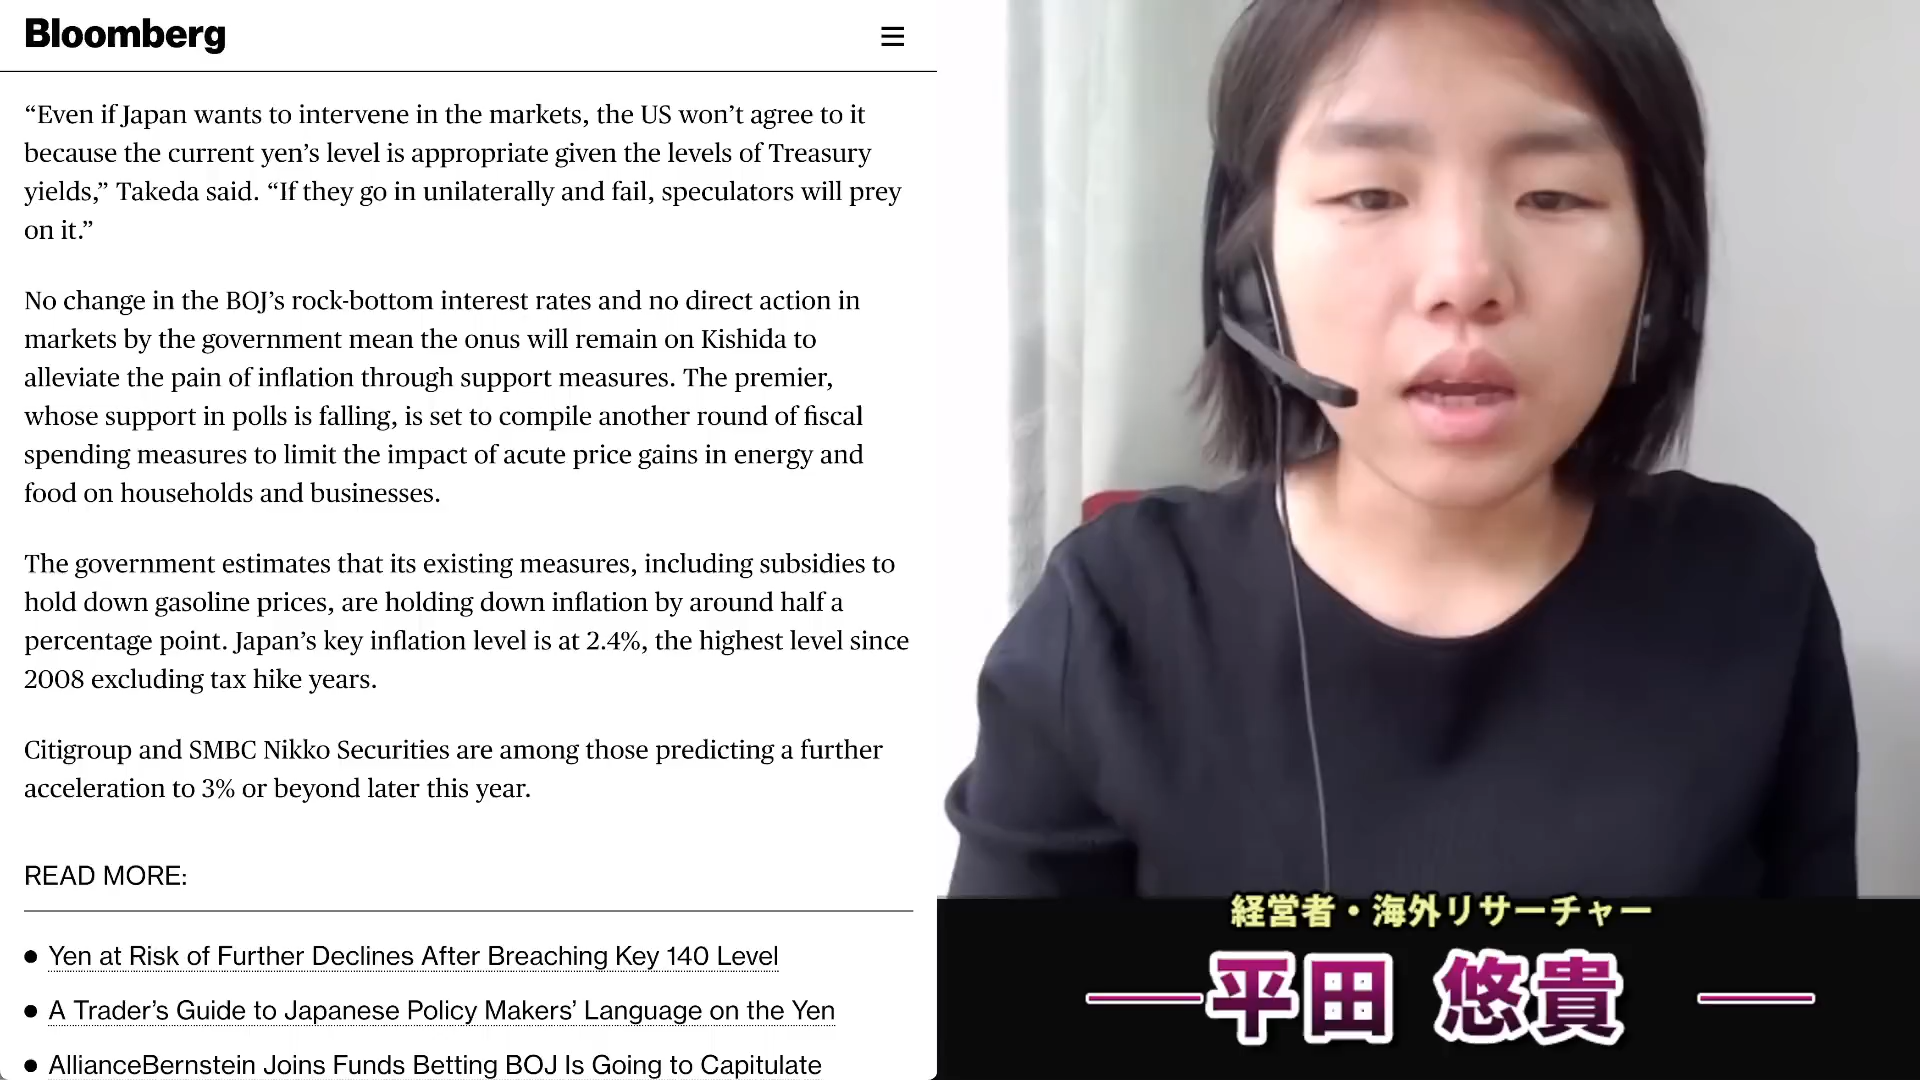 Bloomberg
“Even if Japan wants to intervene in the markets, the US won’t agree to it
because the current yen’s level is appropriate given the levels of Treasury
yields,” Takeda said. “If they go in unilaterally and fail, speculators will prey
on it.”
No change in the BOJ’s rock-bottom interest rates and no direct action in
markets by the government mean the onus will remain on Kishida to
alleviate the pain of inflation through support measures. The premier,
whose support in polls is falling, is set to compile another round of fiscal
spending measures to limit the impact of acute price gains in energy and
food on households and businesses.
The government estimates that its existing measures, including subsidies to
hold down gasoline prices, are holding down inflation by around half a
percentage point. Japan’s key inflation level is at 2.4%, the highest level since
2008 excluding tax hike years.
Citigroup and SMBC Nikko Securities are among those predicting a further
acceleration to 3% or beyond later this year.
READ MORE:
● Yen at Risk of Further Declines After Breaching Key 140 Level
● A Trader’s Guide to Japanese Policy Makers’ Language on the Yen
● AllianceBernstein Joins Funds Betting BOJ Is Going to Capitulate
経営者・海外リサーチャー
平田 悠貴